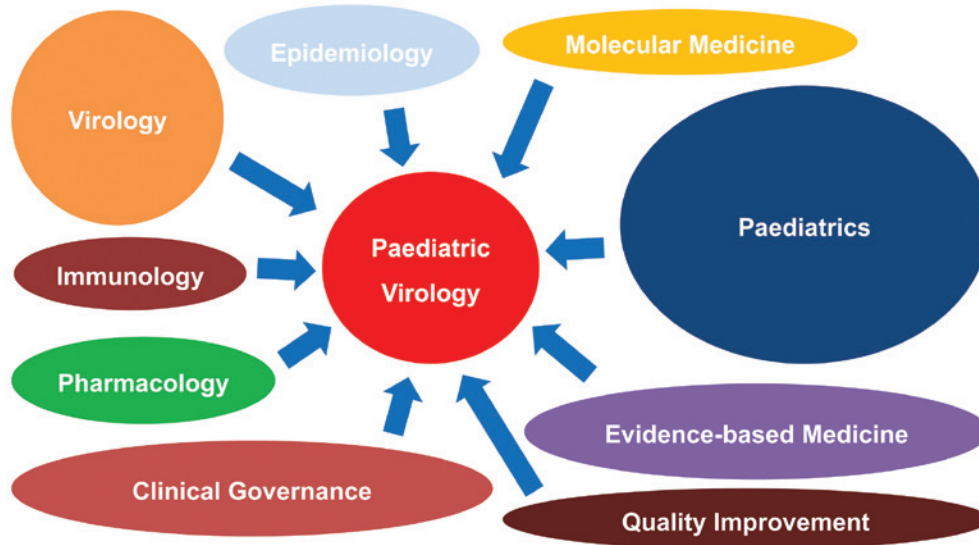 Molecular Medicine
Epidemiology
Virology
Paediatrics
Paediatric
Virology
Immunology
Pharmacology
Evidence-based Medicine
Clinical Governance
Quality Improvement